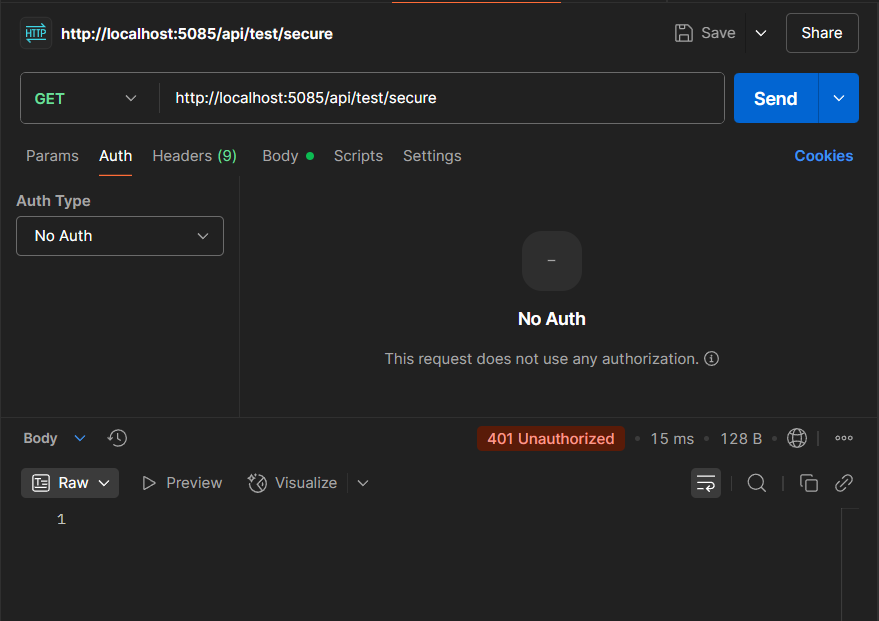 HTTP http://localhost:5085/api/test/secure Save Share
GET http://localhost:5085/api/test/secure Send
Params Auth Headers (9) Body Scripts Settings Cookies
Auth Type
No Auth
No Auth
This request does not use any authorization.
Body 401 Unauthorized 15 ms 128 B
Raw Preview Visualize
1